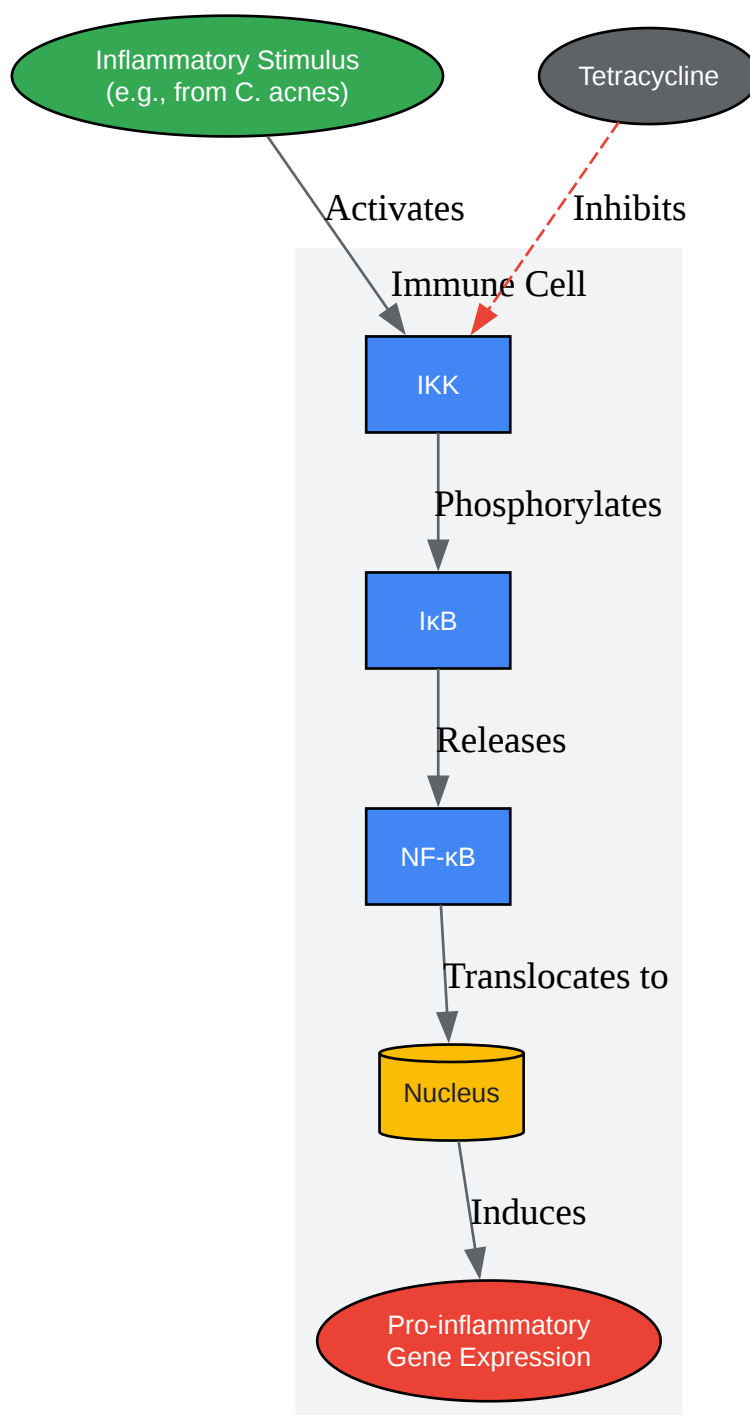 Inflammatory Stimulus
(e.g., from C. acnes)
Tetracycline
Activates
Inhibits
Immune Cell
IKK
Phosphorylates
IκB
Releases
NF-κB
Translocates to
Nucleus
Induces
Pro-inflammatory
Gene Expression